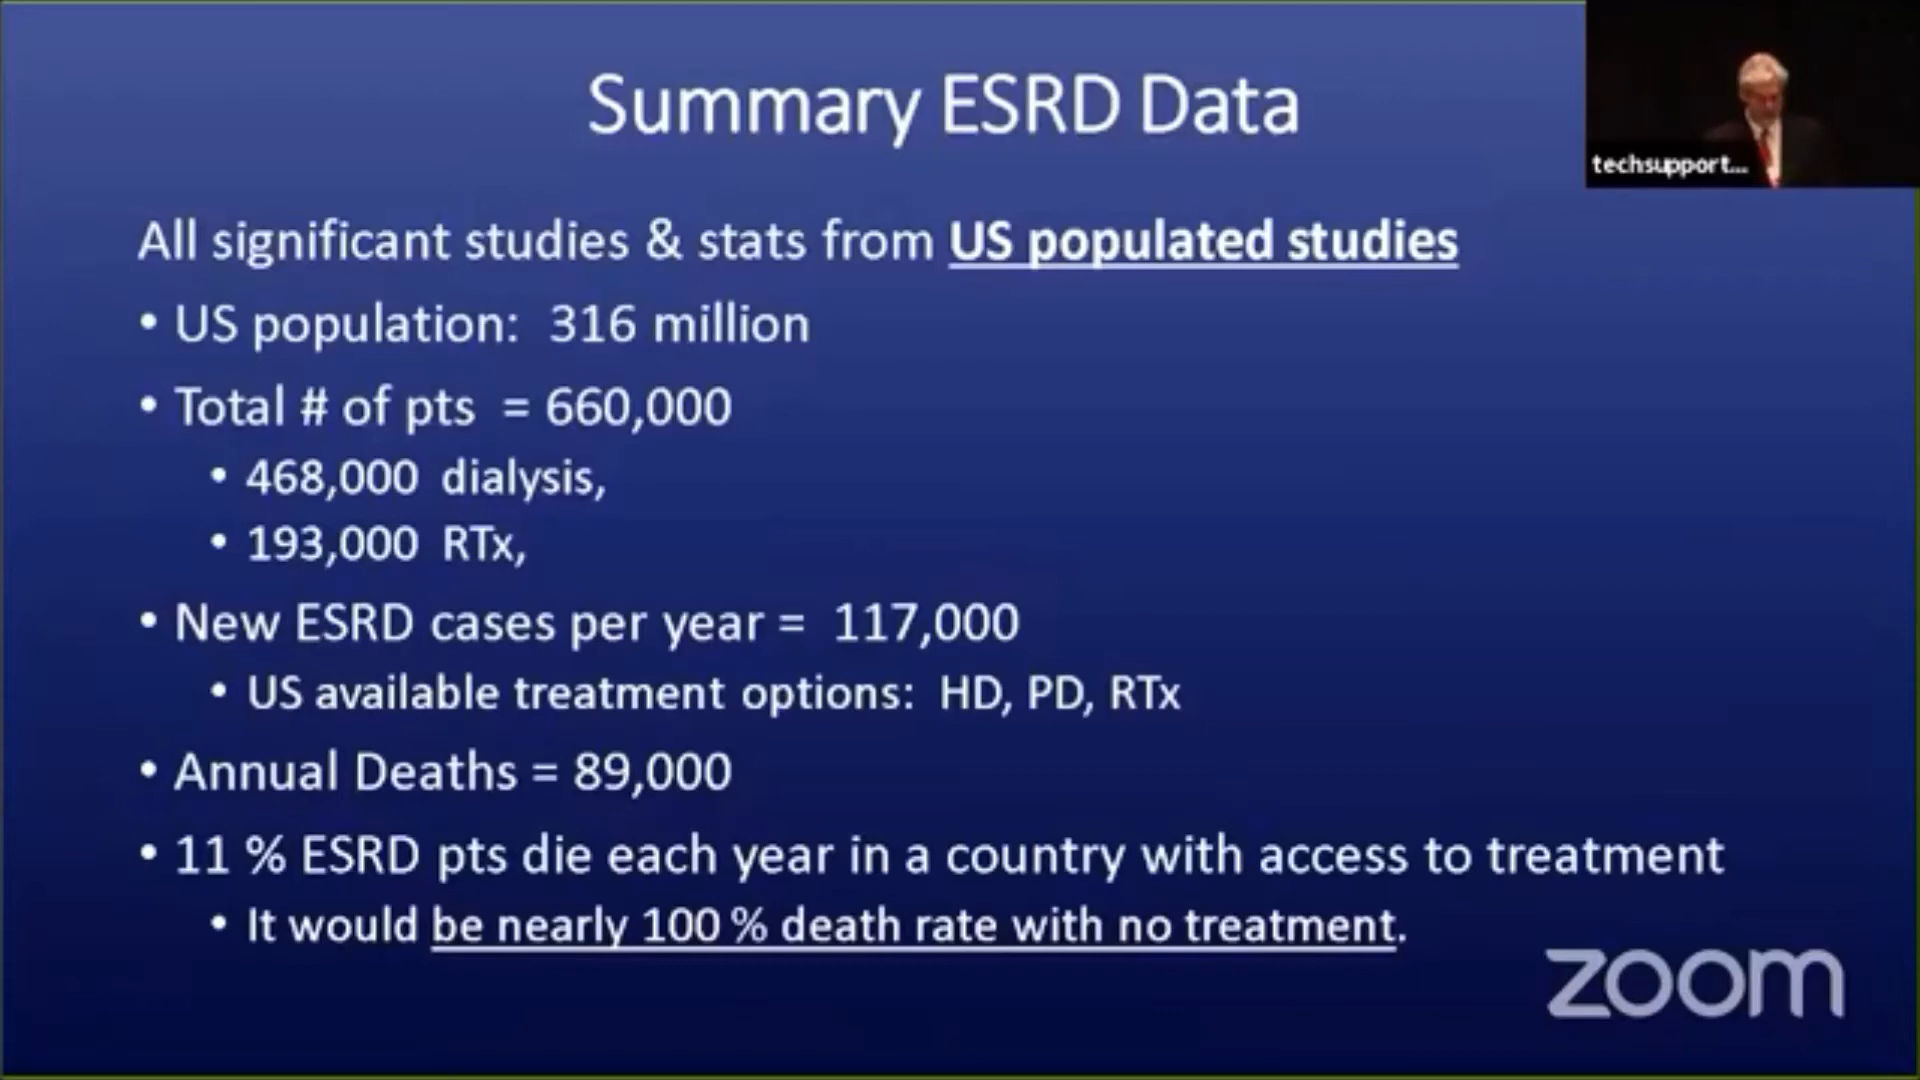 Summary ESRD Data
techsupport...
All significant studies & stats from US populated studies
• US population: 316 million
• Total # of pts = 660,000
• 468,000 dialysis,
• 193,000 RTx,
• New ESRD cases per year = 117,000
• US available treatment options: HD, PD, RTx
• Annual Deaths = 89,000
• 11 % ESRD pts die each year in a country with access to treatment
• It would be nearly 100 % death rate with no treatment.
zoom